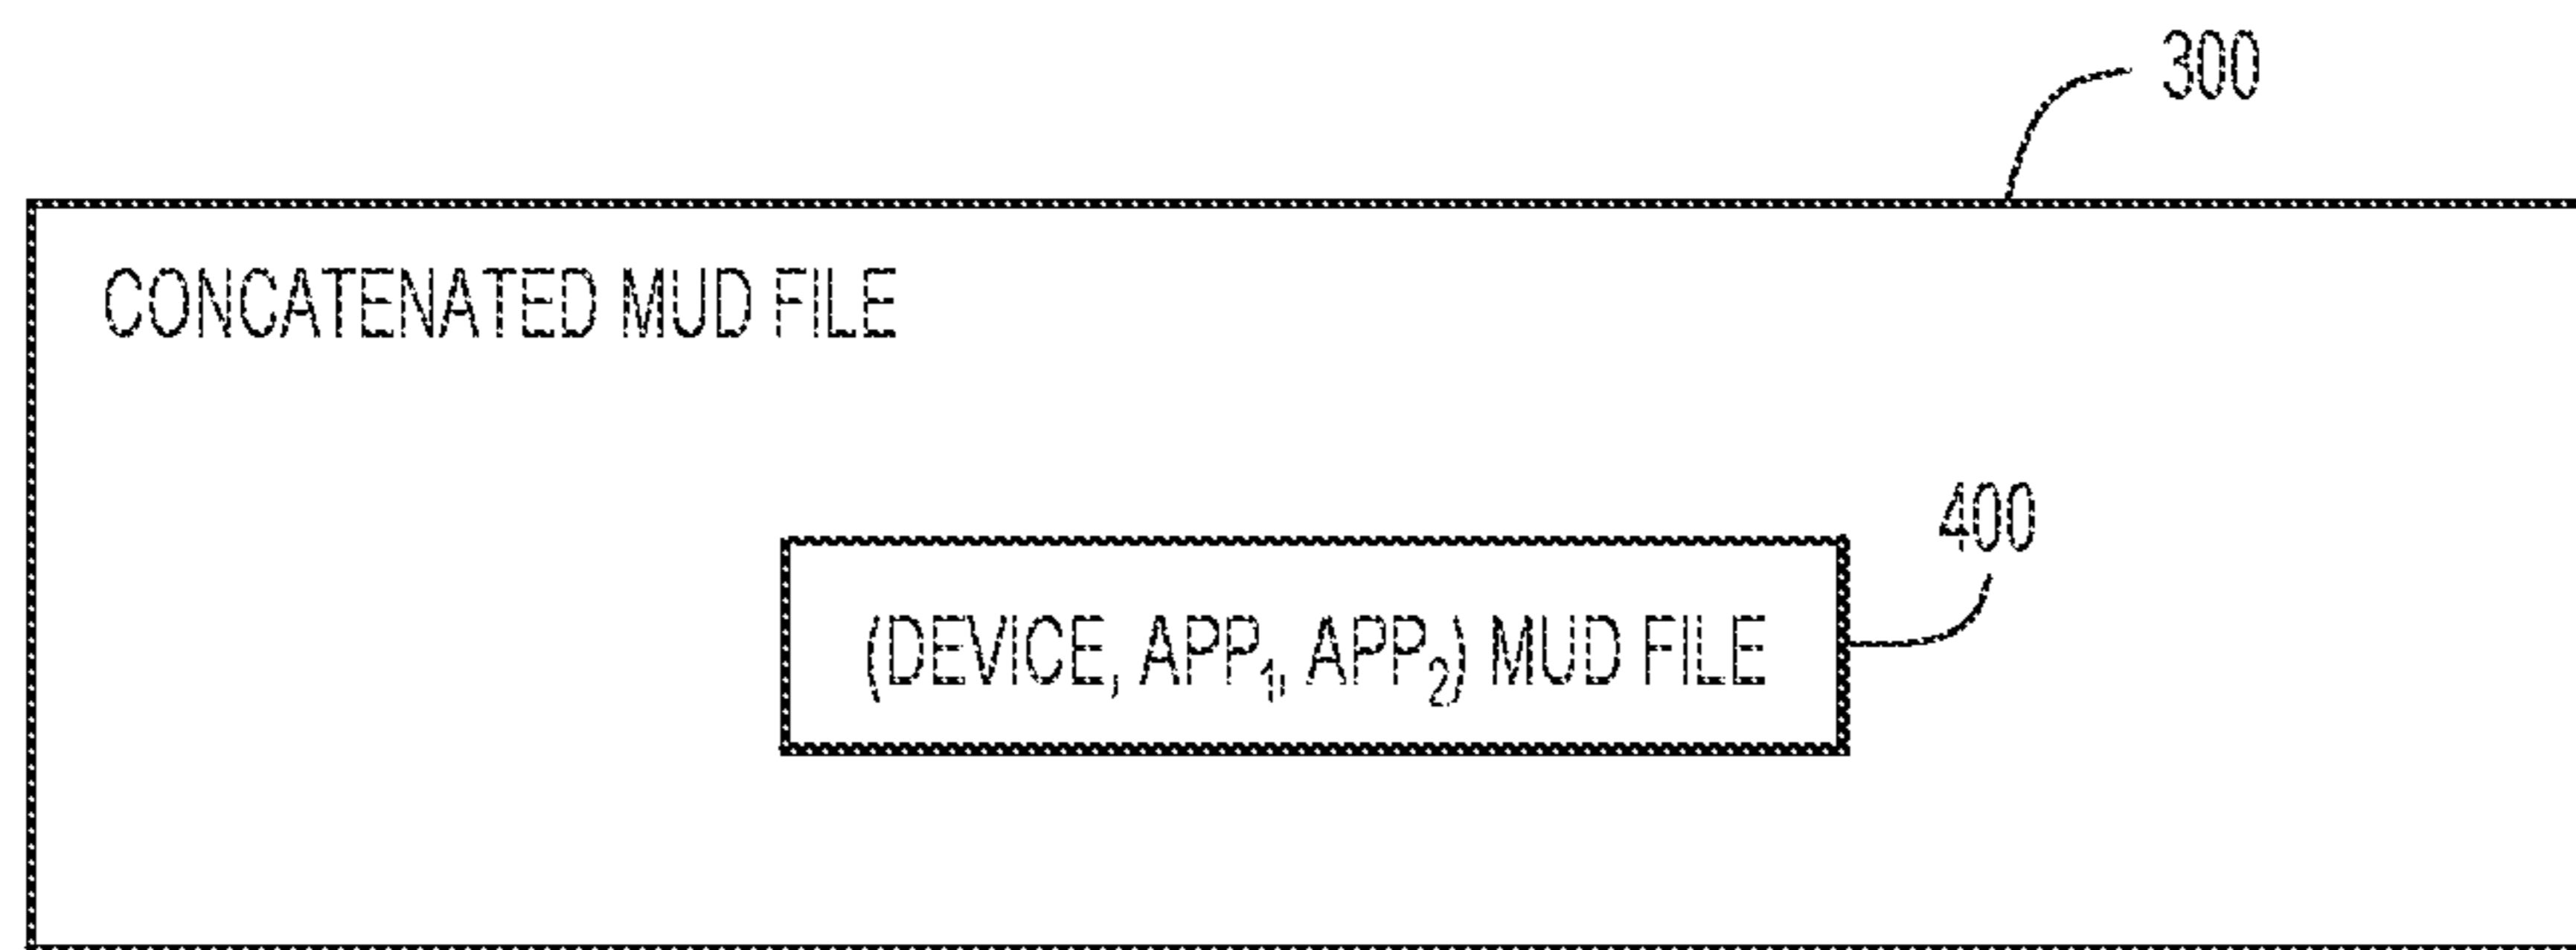 300
CONCATENATED MUD FILE
400
(DEVICE, APP₁, APP₂) MUD FILE